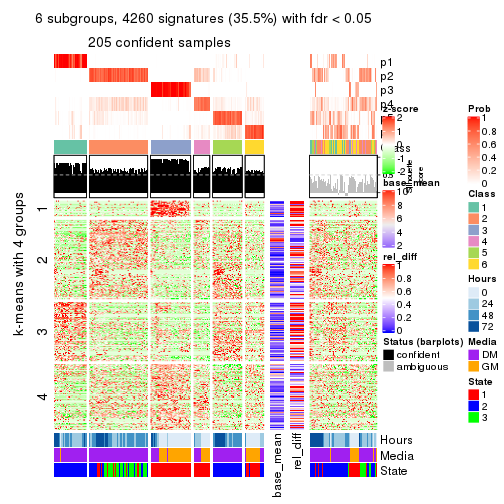 6 subgroups, 4260 signatures (35.5%) with fdr < 0.05
205 confident samples
p1
p2
p3
p4
z-score
2
1
0
-1
-2
Prob
1
0.8
0.6
0.4
0.2
0
base_mean
10
8
6
4
2
Class
1
2
3
4
5
6
rel_diff
1
0.8
0.6
0.4
0.2
0
Hours
0
24
48
72
Status (barplots)
confident
ambiguous
Media
DM
GM
State
1
2
3
k-means with 4 groups
1
2
3
4
Hours
Media
State
base_mean
rel_diff